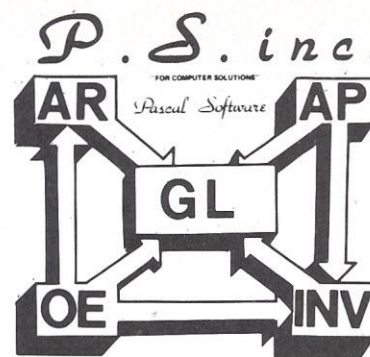 P.S. inc.
"FOR COMPUTER SOLUTIONS"
Pascal Software
AR
AP
GL
OE
INV